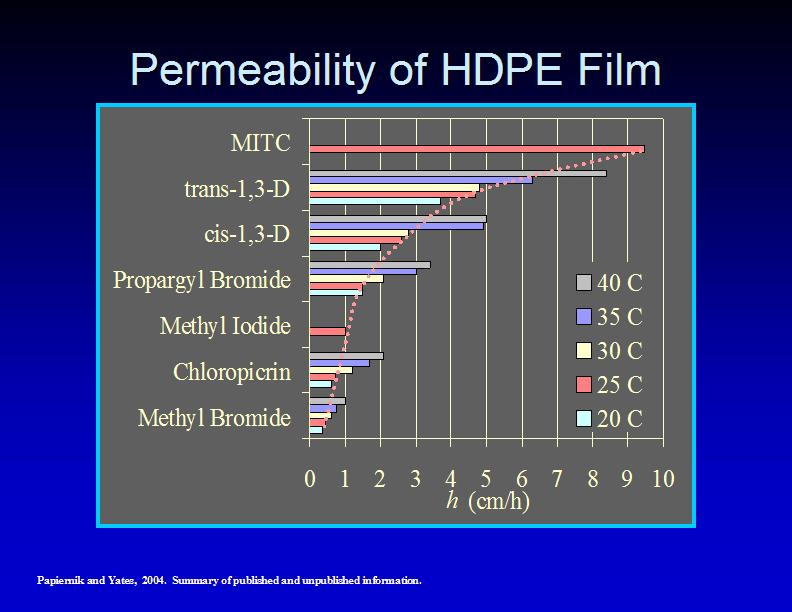 Permeability of HDPE Film
MITC
trans-1,3-D
cis-1,3-D
Propargyl Bromide
Methyl Iodide
Chloropicrin
Methyl Bromide
40 C
35 C
30 C
25 C
20 C
0 1 2 3 4 5 6 7 8 9 10
h (cm/h)
Papiernik and Yates, 2004. Summary of published and unpublished information.